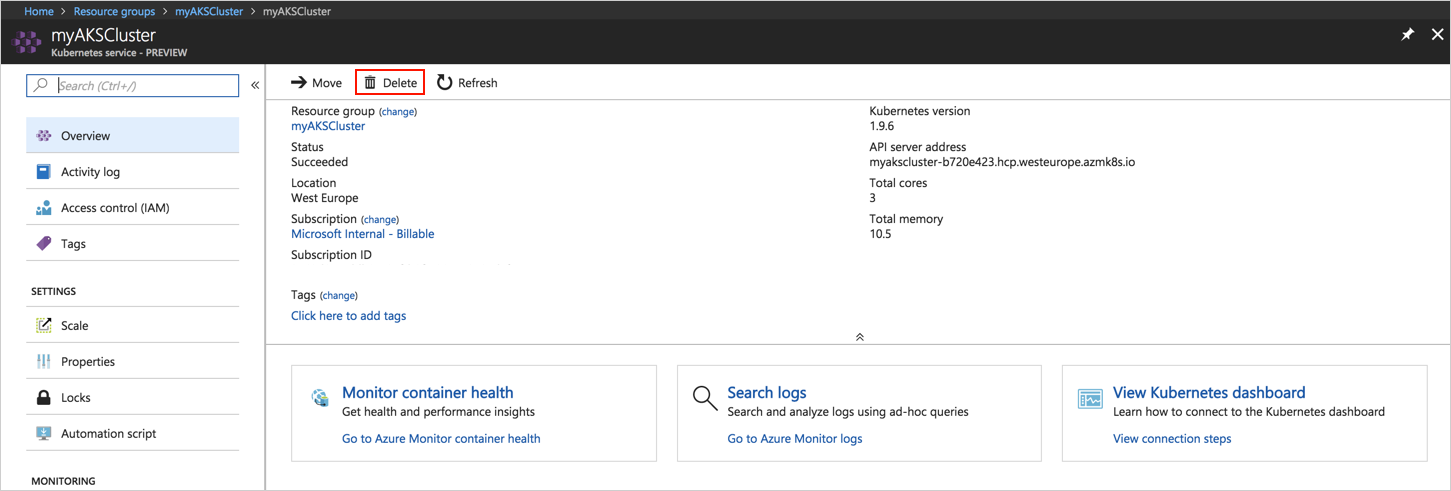 Home > Resource groups > myAKSCluster > myAKSCluster
myAKSCluster
Kubernetes service - PREVIEW
Search (Ctrl+/)
«
Overview
Activity log
Access control (IAM)
Tags
SETTINGS
Scale
Properties
Locks
Automation script
MONITORING
Move Delete Refresh
Resource group (change)
myAKSCluster
Status
Succeeded
Location
West Europe
Subscription (change)
Microsoft Internal - Billable
Subscription ID
Tags (change)
Click here to add tags
Kubernetes version
1.9.6
API server address
myakscluster-b720e423.hcp.westeurope.azmk8s.io
Total cores
3
Total memory
10.5
Monitor container health
Get health and performance insights
Go to Azure Monitor container health
Search logs
Search and analyze logs using ad-hoc queries
Go to Azure Monitor logs
View Kubernetes dashboard
Learn how to connect to the Kubernetes dashboard
View connection steps